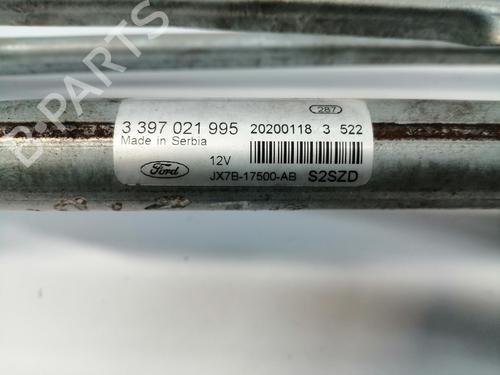 287
3 397 021 995 20200118 3 522
Made in Serbia
12V
Ford JX7B-17500-AB S2SZD
B-PARTS